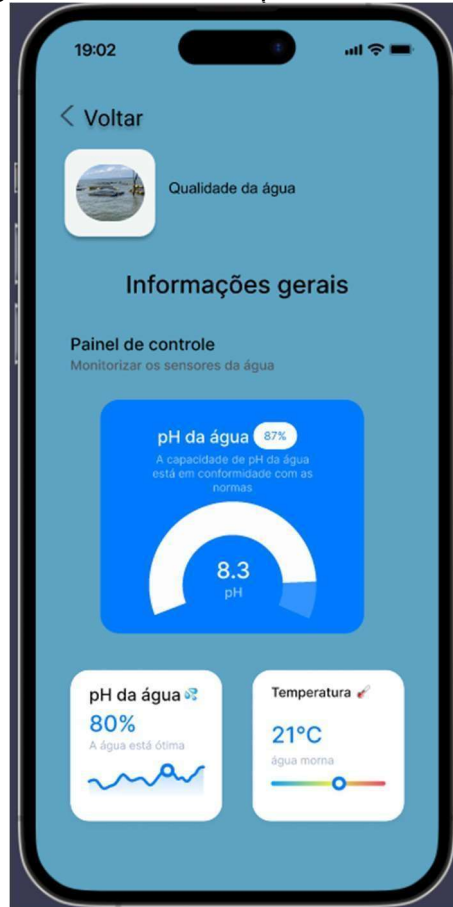 19:02
Voltar
Qualidade da água
Informações gerais
Painel de controle
Monitorizar os sensores da água
pH da água 87%
A capacidade de pH da água
está em conformidade com as
normas
8.3
pH
pH da água
80%
A água está ótima
Temperatura
21°C
água morna